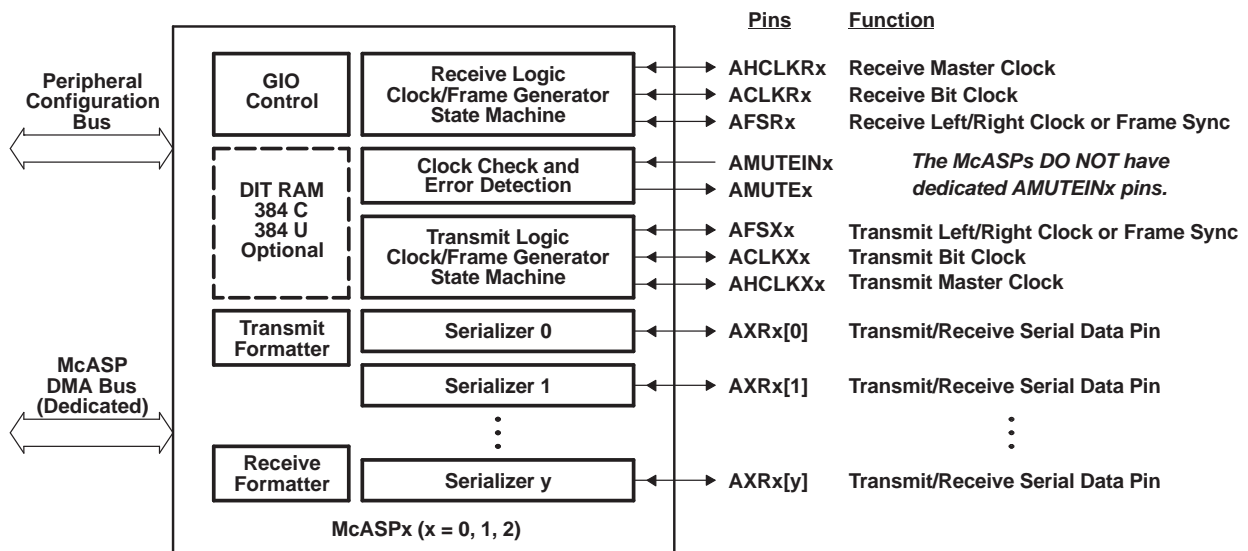 Pins Function
Peripheral
Configuration
Bus
GIO
Control
Receive Logic
Clock/Frame Generator
State Machine
AHCLKRx Receive Master Clock
ACLKRx Receive Bit Clock
AFSRx Receive Left/Right Clock or Frame Sync
DIT RAM
384 C
384 U
Optional
Clock Check and
Error Detection
AMUTEINx
AMUTEx
The McASPs DO NOT have
dedicated AMUTEINx pins.
Transmit Logic
Clock/Frame Generator
State Machine
AFSXx Transmit Left/Right Clock or Frame Sync
ACLKXx Transmit Bit Clock
AHCLKXx Transmit Master Clock
Transmit
Formatter
Serializer 0
AXRx[0] Transmit/Receive Serial Data Pin
McASP
DMA Bus
(Dedicated)
Serializer 1
AXRx[1] Transmit/Receive Serial Data Pin
Receive
Formatter
Serializer y
AXRx[y] Transmit/Receive Serial Data Pin
McASPx (x = 0, 1, 2)